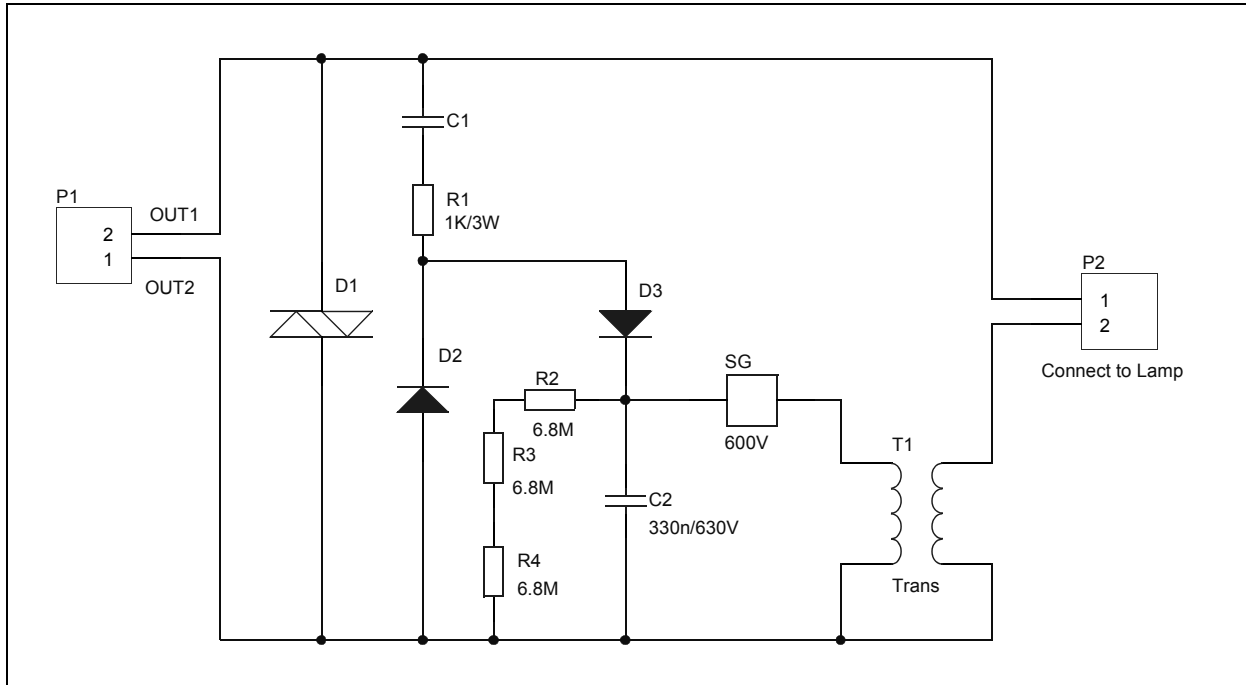 C1
R1
1K/3W
P1
OUT1
2
1
OUT2
D1
D3
P2
1
2
Connect to Lamp
D2
R2
6.8M
SG
600V
R3
6.8M
T1
C2
330n/630V
R4
6.8M
Trans